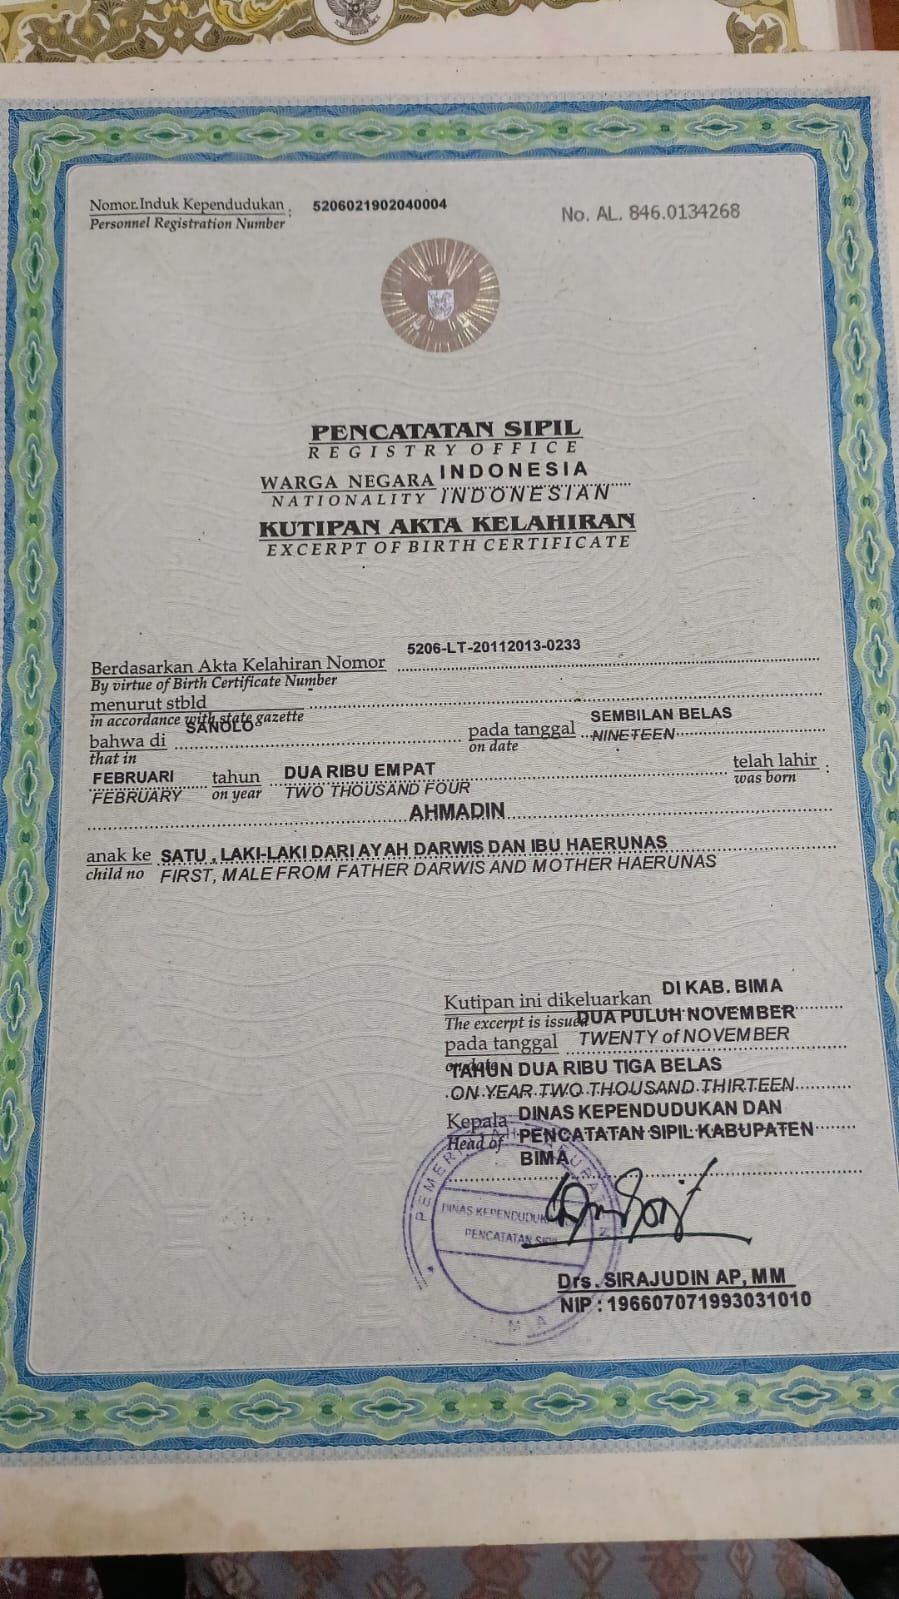 Nomor Induk Kependudukan : 5206021902040004
Personnel Registration Number
No. AL. 846.0134268
PENCATATAN SIPIL
REGISTRY OFFICE
WARGA NEGARA INDONESIA
NATIONALITY INDONESIAN
KUTIPAN AKTA KELAHIRAN
EXCERPT OF BIRTH CERTIFICATE
Berdasarkan Akta Kelahiran Nomor 5206-LT-20112013-0233
By virtue of Birth Certificate Number
menurut stbld
in accordance with state gazette
bahwa di SANOLO pada tanggal SEMBILAN BELAS
that in on date NINETEEN
FEBRUARI tahun DUA RIBU EMPAT telah lahir :
FEBRUARY on year TWO THOUSAND FOUR was born
AHMADIN
anak ke SATU , LAKI-LAKI DARI AYAH DARWIS DAN IBU HAERUNAS
child no FIRST, MALE FROM FATHER DARWIS AND MOTHER HAERUNAS
Kutipan ini dikeluarkan DI KAB. BIMA
The excerpt is issued DUA PULUH NOVEMBER
pada tanggal TWENTY of NOVEMBER
on date TAHUN DUA RIBU TIGA BELAS
ON YEAR TWO THOUSAND THIRTEEN
Kepala DINAS KEPENDUDUKAN DAN
Head of PENCATATAN SIPIL KABUPATEN
BIMA
DINAS KEPENDUDUK
PENCATATAN SIPIL
Drs. SIRAJUDIN AP, MM
NIP : 196607071993031010